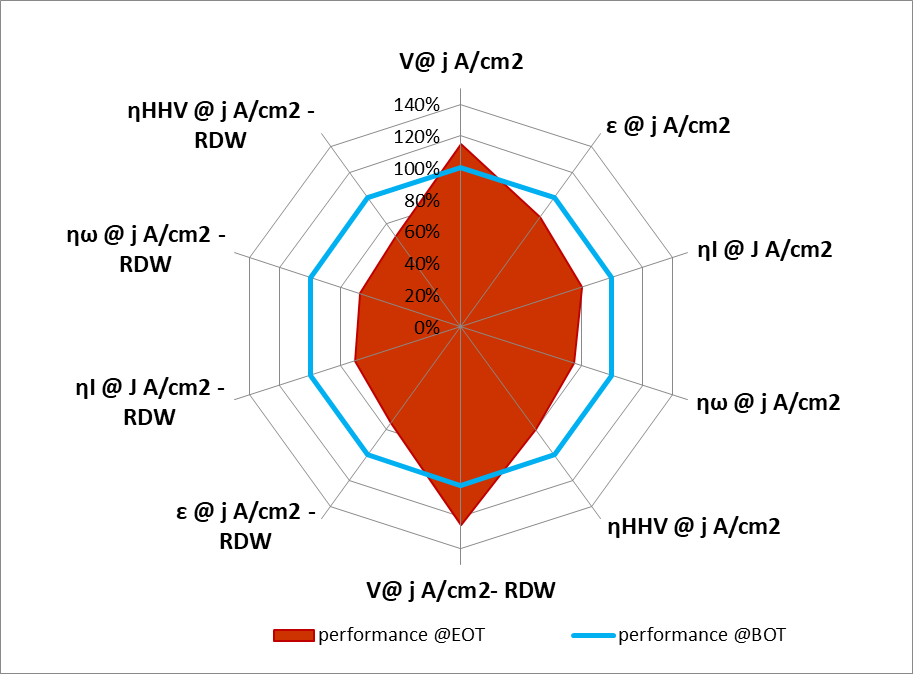 V@ j A/cm2
ε @ j A/cm2
ηI @ J A/cm2
ηω @ j A/cm2
ηHHV @ j A/cm2
V@ j A/cm2- RDW
ε @ j A/cm2 -
RDW
ηI @ J A/cm2 -
RDW
ηω @ j A/cm2 -
RDW
ηHHV @ j A/cm2 -
RDW
140%
120%
100%
80%
60%
40%
20%
0%
performance @EOT
performance @BOT